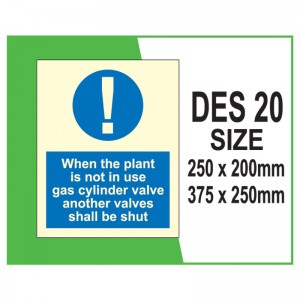 When the plant
is not in use
gas cylinder valve
another valves
shall be shut
DES 20
SIZE
250 x 200mm
375 x 250mm